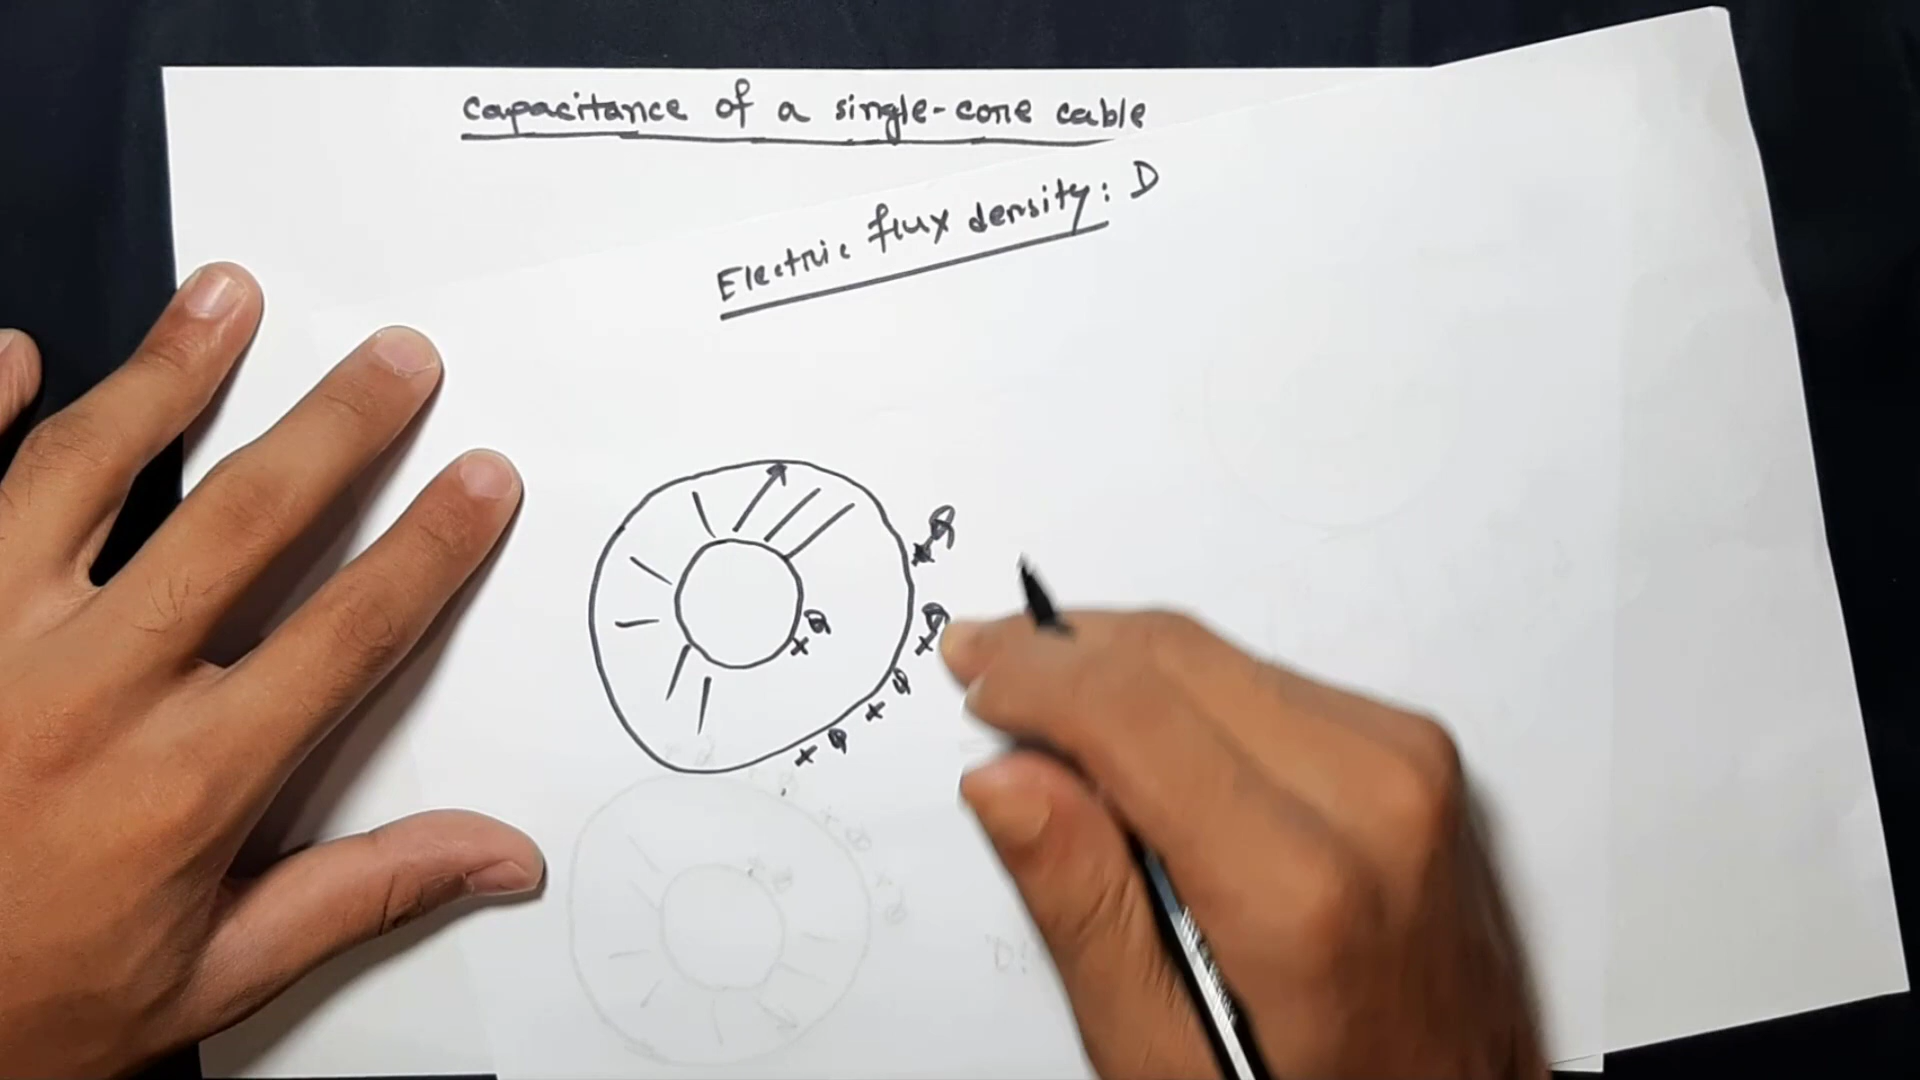 capacitance of a single-core cable
Electric flux density: D
+Q
+Q
+Q
+Q
+Q
D: